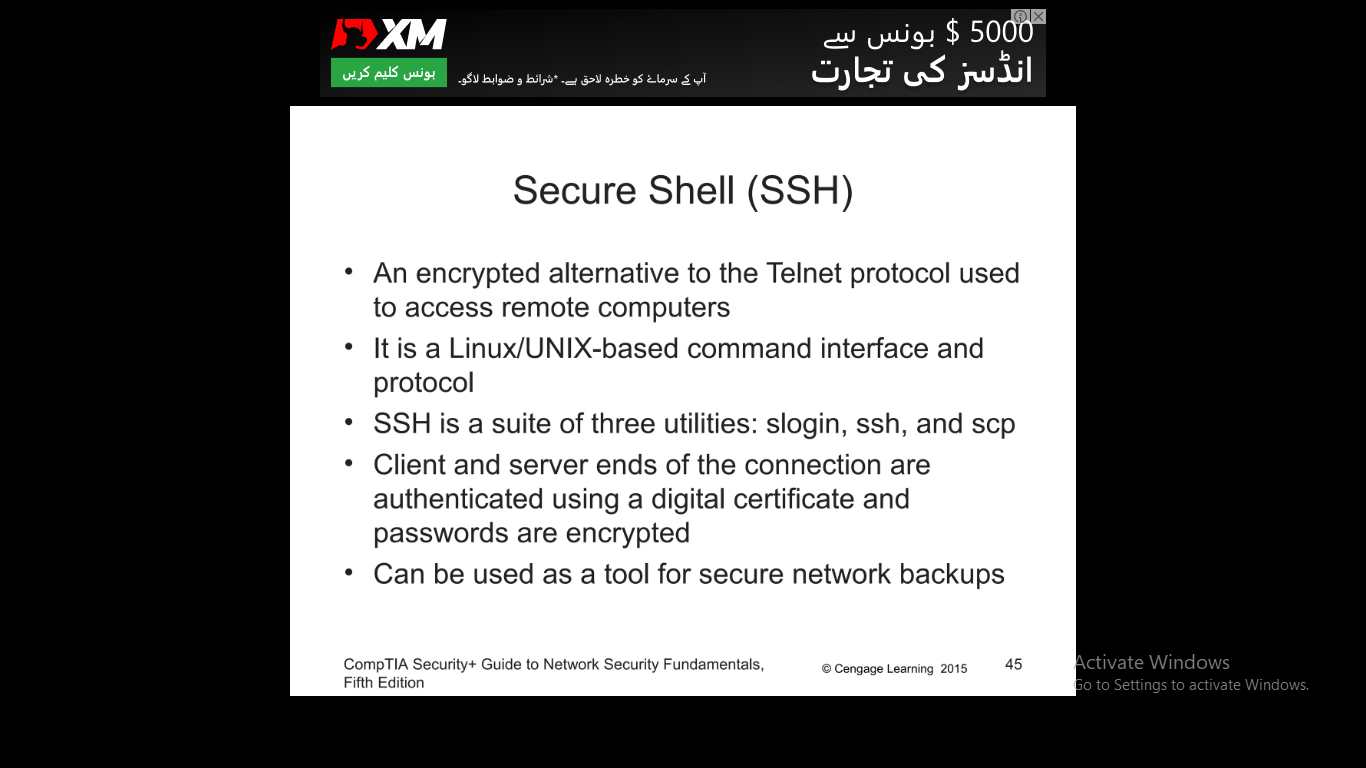 XM
5000 $ بونس سے
انڈسز کی تجارت
بونس کلیم کریں
آپ کے سرمائے کو خطرہ لاحق ہے۔ *شرائط و ضوابط لاگو۔
Secure Shell (SSH)
• An encrypted alternative to the Telnet protocol used
to access remote computers
• It is a Linux/UNIX-based command interface and
protocol
• SSH is a suite of three utilities: slogin, ssh, and scp
• Client and server ends of the connection are
authenticated using a digital certificate and
passwords are encrypted
• Can be used as a tool for secure network backups
CompTIA Security+ Guide to Network Security Fundamentals,
Fifth Edition
© Cengage Learning 2015
45
Activate Windows
Go to Settings to activate Windows.